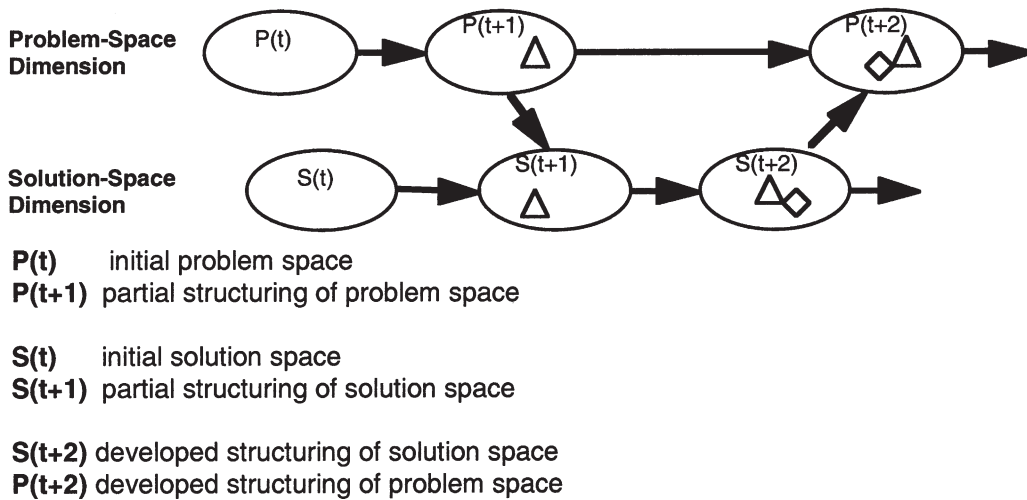 Problem-Space
Dimension
P(t)
P(t+1)
P(t+2)
Solution-Space
Dimension
S(t)
S(t+1)
S(t+2)
P(t) initial problem space
P(t+1) partial structuring of problem space
S(t) initial solution space
S(t+1) partial structuring of solution space
S(t+2) developed structuring of solution space
P(t+2) developed structuring of problem space